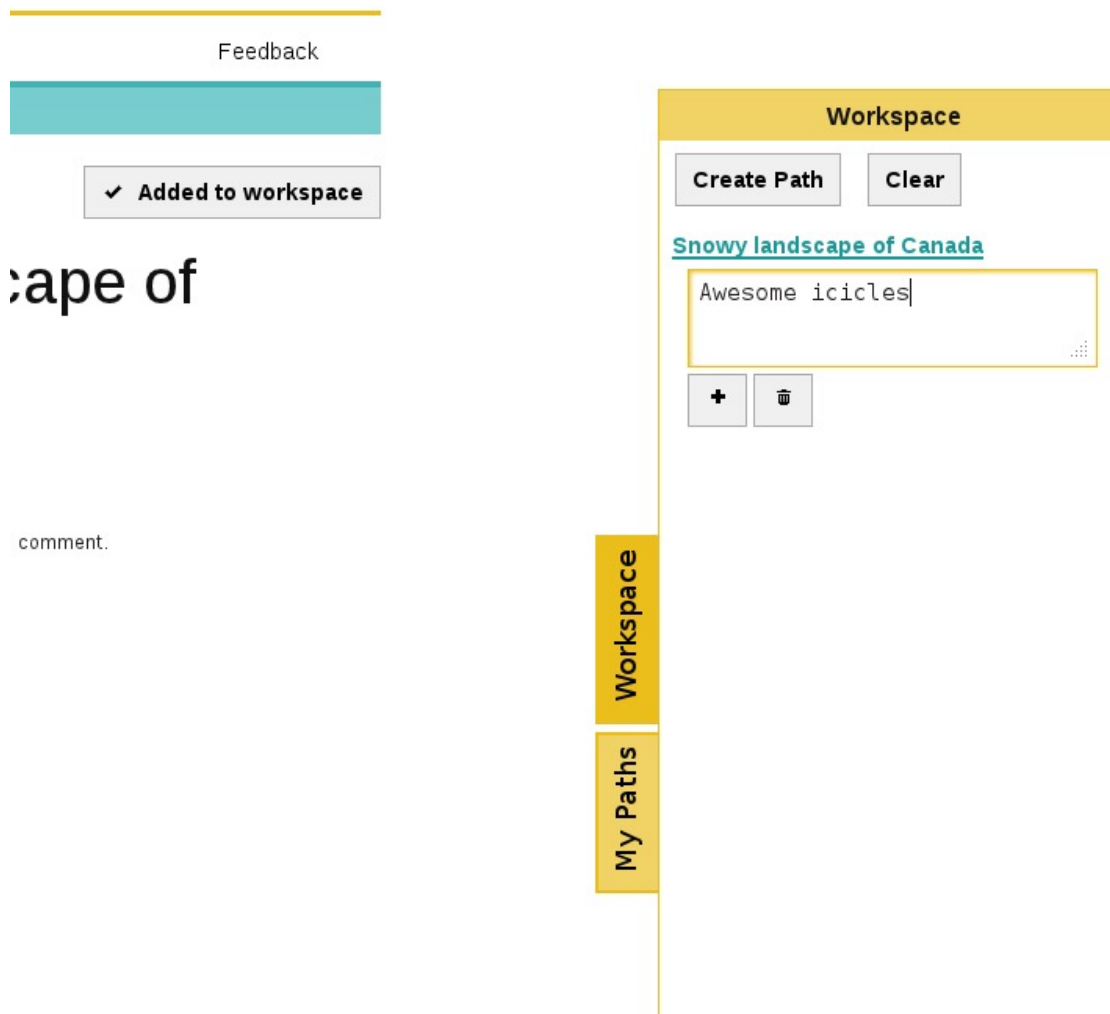 Feedback
Workspace
✔ Added to workspace
Create Path
Clear
cape of
Snowy landscape of Canada
Awesome icicles
comment.
Workspace
My Paths